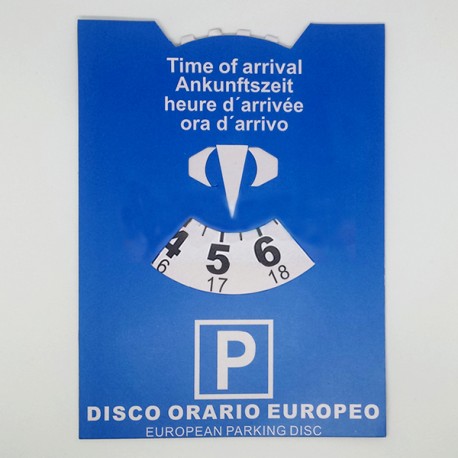 Time of arrival
Ankunftszeit
heure d´arrivée
ora d´arrivo
4 5 6
6 17 18
P
DISCO ORARIO EUROPEO
EUROPEAN PARKING DISC